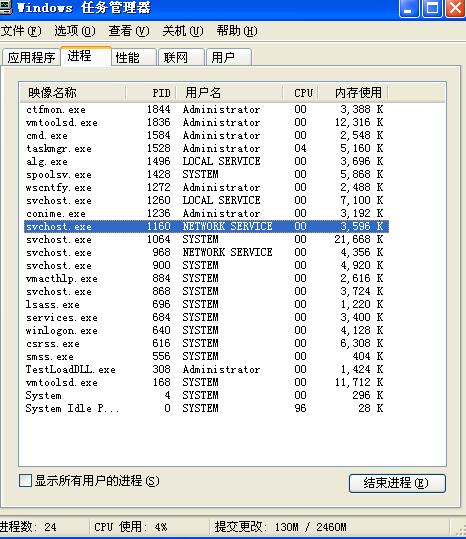 Windows 任务管理器
文件(F) 选项(O) 查看(V) 关机(U) 帮助(H)
应用程序 进程 性能 联网 用户
映像名称 PID 用户名 CPU 内存使用
ctfmon.exe 1844 Administrator 00 3,388 K
vmtoolsd.exe 1836 Administrator 00 12,316 K
cmd.exe 1584 Administrator 00 2,548 K
taskmgr.exe 1528 Administrator 04 5,160 K
alg.exe 1496 LOCAL SERVICE 00 3,696 K
spoolsv.exe 1428 SYSTEM 00 5,868 K
wscntfy.exe 1272 Administrator 00 2,488 K
svchost.exe 1260 LOCAL SERVICE 00 7,100 K
conime.exe 1236 Administrator 00 3,192 K
svchost.exe 1160 NETWORK SERVICE 00 3,596 K
svchost.exe 1064 SYSTEM 00 21,668 K
svchost.exe 968 NETWORK SERVICE 00 4,356 K
svchost.exe 900 SYSTEM 00 4,920 K
vmacthlp.exe 884 SYSTEM 00 2,616 K
svchost.exe 868 SYSTEM 00 3,724 K
lsass.exe 696 SYSTEM 00 1,220 K
services.exe 684 SYSTEM 00 3,400 K
winlogon.exe 640 SYSTEM 00 4,128 K
csrss.exe 616 SYSTEM 00 6,308 K
smss.exe 556 SYSTEM 00 404 K
TestLoadDLL.exe 308 Administrator 00 1,424 K
vmtoolsd.exe 168 SYSTEM 00 11,712 K
System 4 SYSTEM 00 296 K
System Idle P... 0 SYSTEM 96 28 K
显示所有用户的进程(S) 结束进程(E)
进程数: 24 CPU 使用: 4% 提交更改: 130M / 2460M